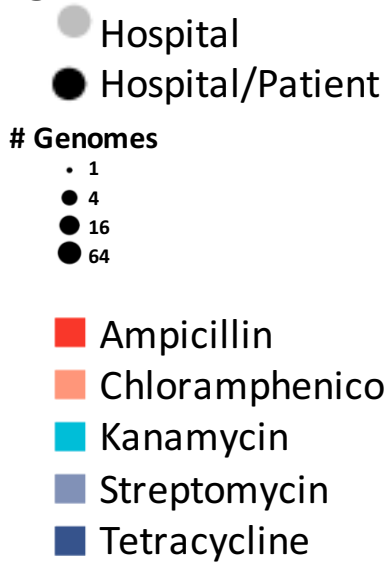 Hospital
Hospital/Patient
# Genomes
1
4
16
64
Ampicillin
Chloramphenico
Kanamycin
Streptomycin
Tetracycline